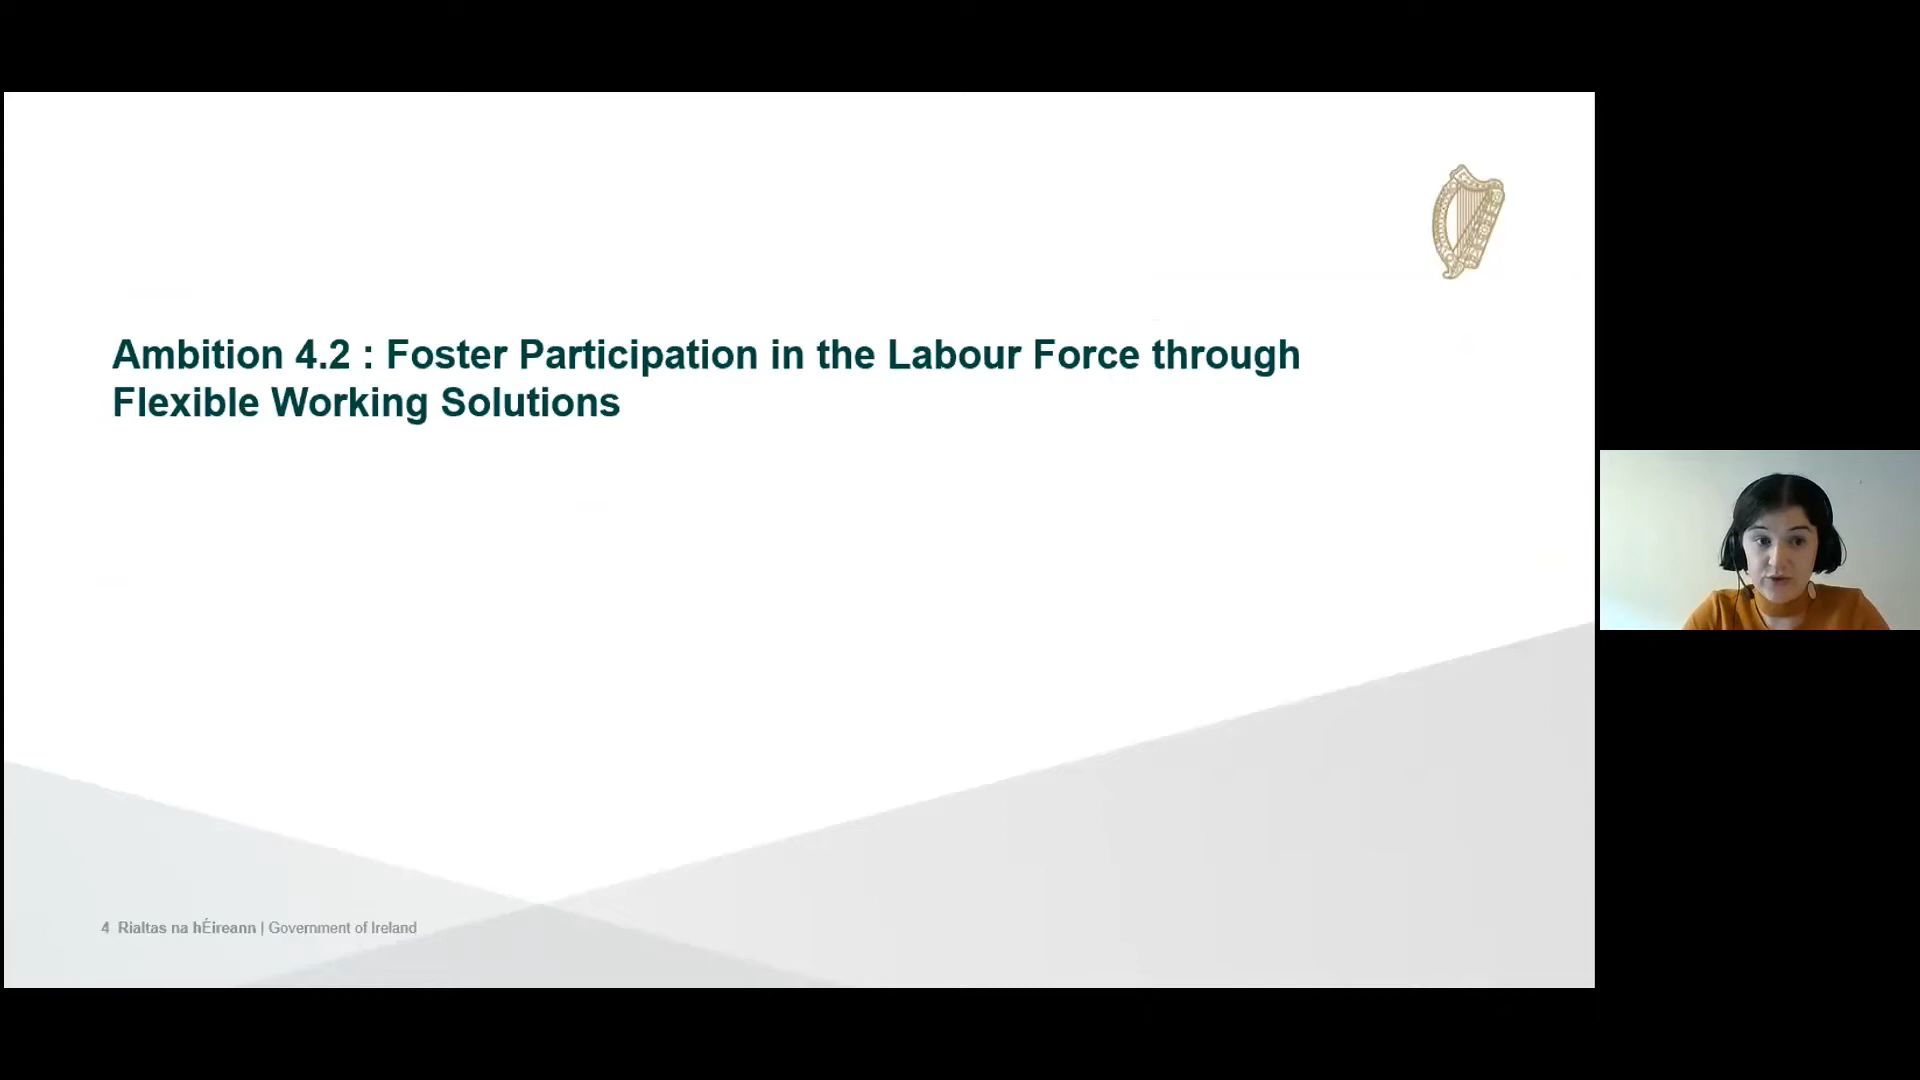 Ambition 4.2 : Foster Participation in the Labour Force through
Flexible Working Solutions
4 Rialtas na hÉireann | Government of Ireland